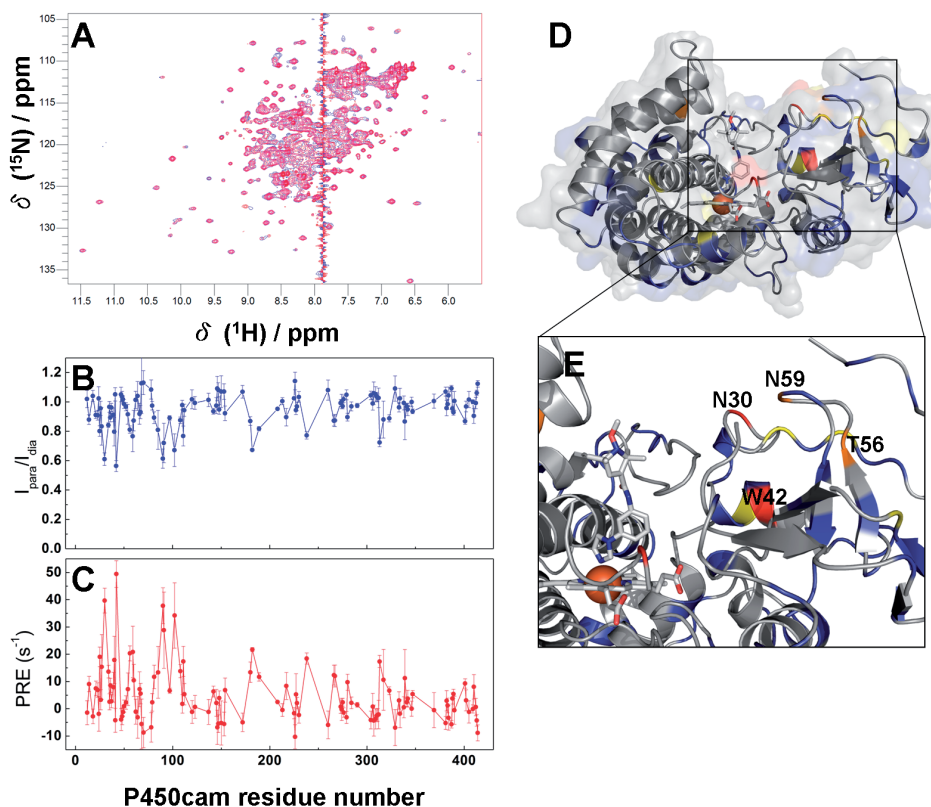 A
δ (¹⁵N) / ppm
105
110
115
120
125
130
135
11.5 11.0 10.5 10.0 9.5 9.0 8.5 8.0 7.5 7.0 6.5 6.0
δ (¹H) / ppm
B
I para/I dia
1.2
1.0
0.8
0.6
0.4
0.2
0.0
C
PRE (s⁻¹)
50
40
30
20
10
0
-10
0 100 200 300 400
P450cam residue number
D
E
N30
N59
T56
W42